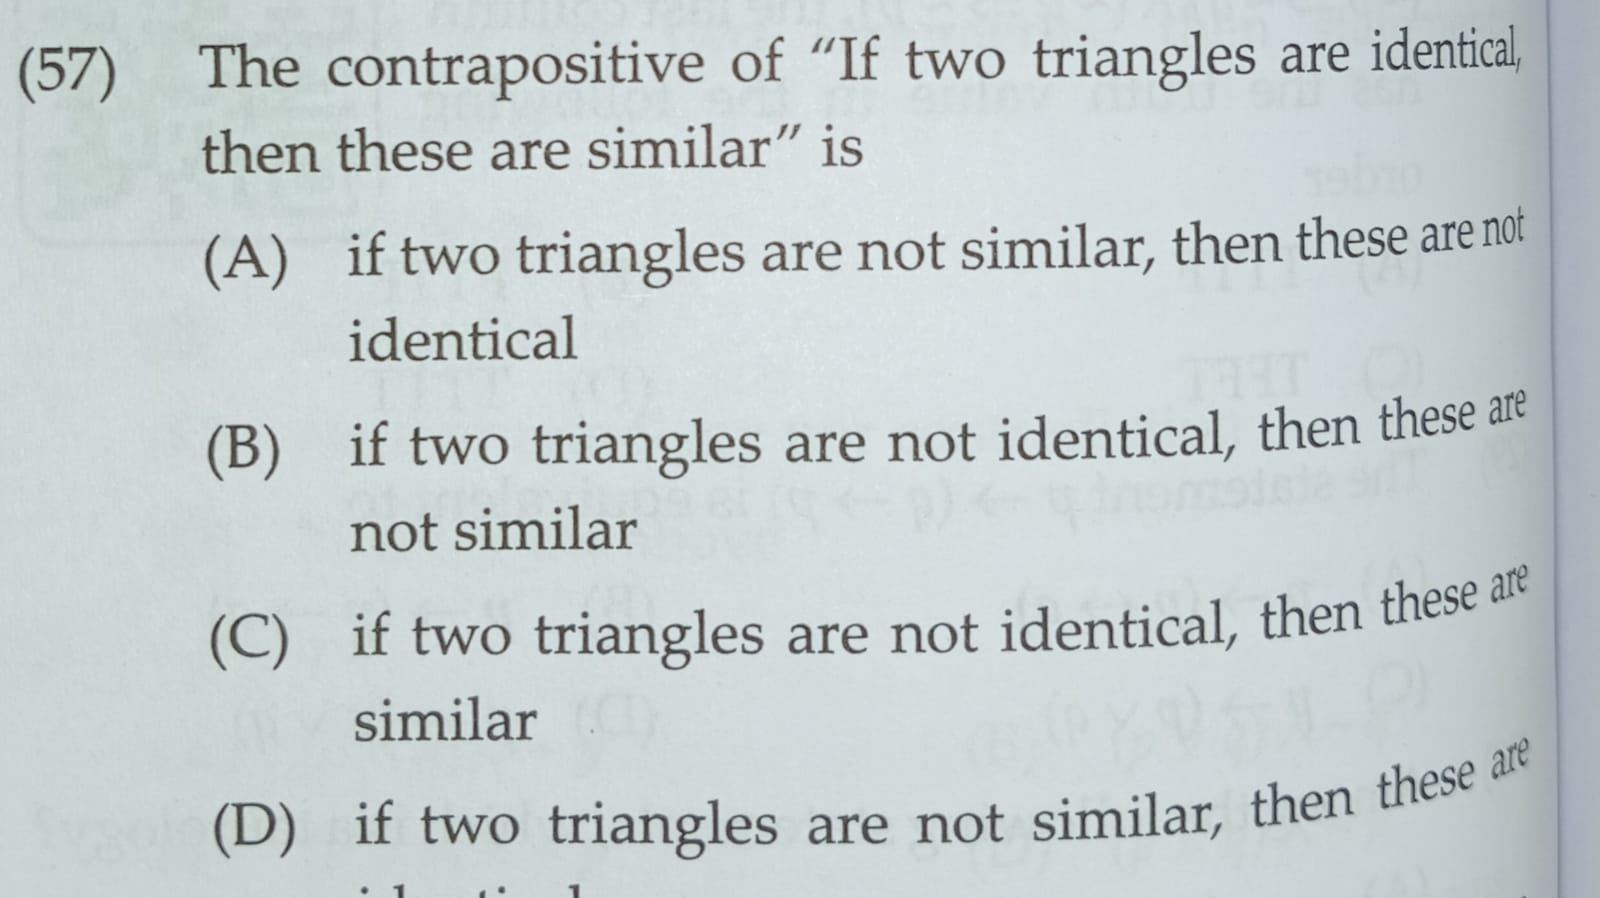 (57) The contrapositive of "If two triangles are identical,
then these are similar" is
(A) if two triangles are not similar, then these are not
identical
(B) if two triangles are not identical, then these are
not similar
(C) if two triangles are not identical, then these are
similar
(D) if two triangles are not similar, then these are